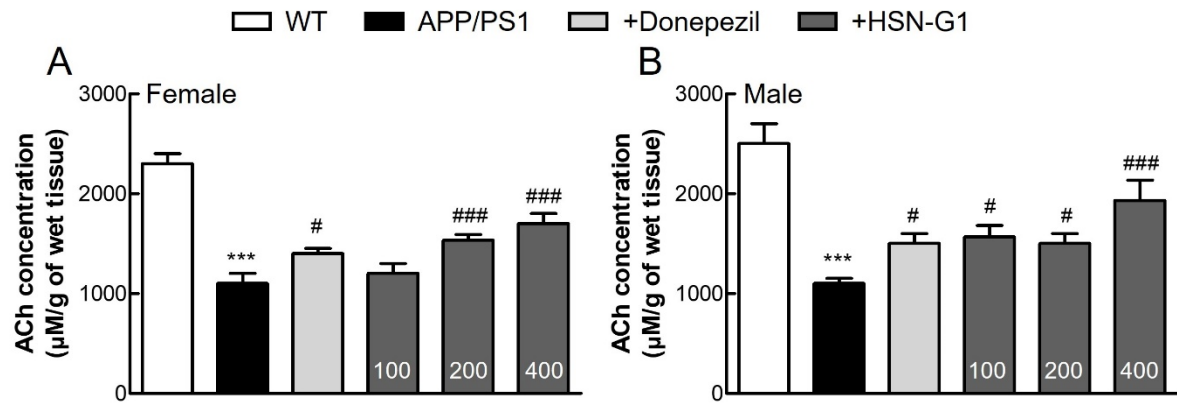 WT APP/PS1 +Donepezil +HSN-G1
A
Female
ACh concentration
(µM/g of wet tissue)
3000
2000
1000
0
***
#
###
###
100
200
400
B
Male
ACh concentration
(µM/g of wet tissue)
3000
2000
1000
0
***
#
#
#
###
100
200
400